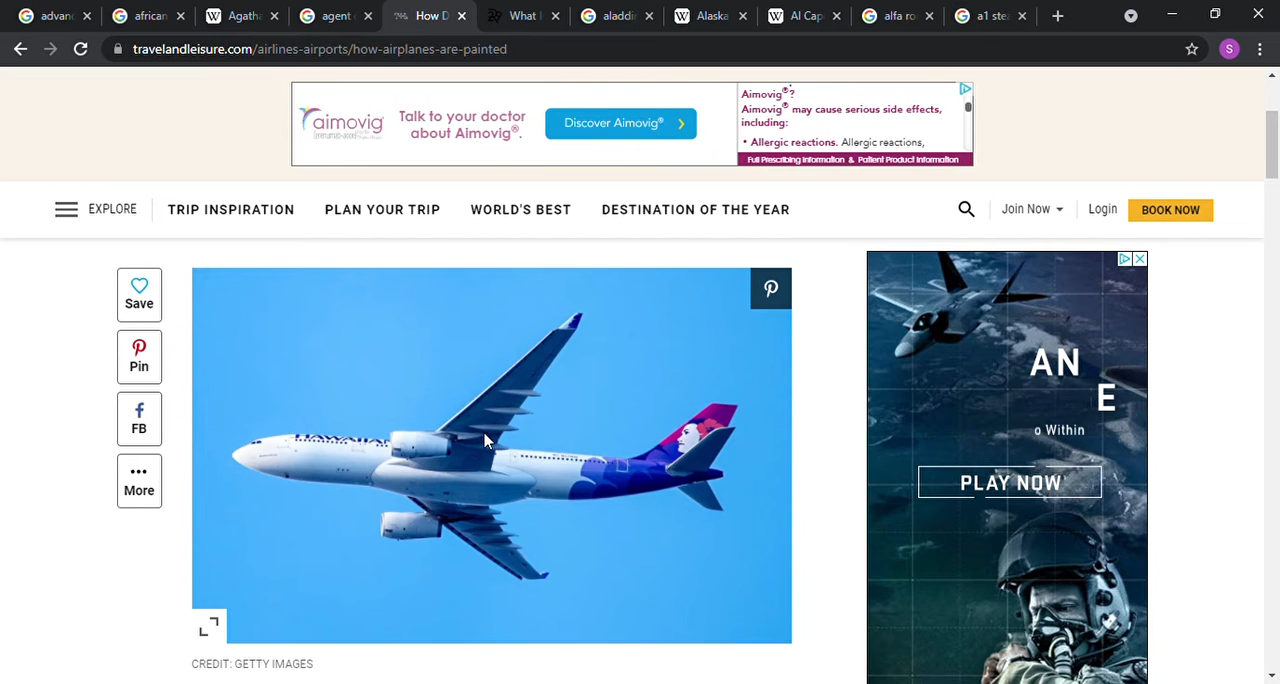 advanc
african
Agatha
agent c
How D
What I
aladdin
Alaska
Al Cap
alfa ro
a1 stea
travelandleisure.com/airlines-airports/how-airplanes-are-painted
S
aimovig
Talk to your doctor
about Aimovig®.
Discover Aimovig®
Aimovig®?
Aimovig® may cause serious side effects,
including:
• Allergic reactions. Allergic reactions,
Full Prescribing Information & Patient Product Information
EXPLORE
TRIP INSPIRATION
PLAN YOUR TRIP
WORLD'S BEST
DESTINATION OF THE YEAR
Join Now
Login
BOOK NOW
Save
Pin
FB
More
HAWAIIAN
AN
E
o Within
PLAY NOW
CREDIT: GETTY IMAGES